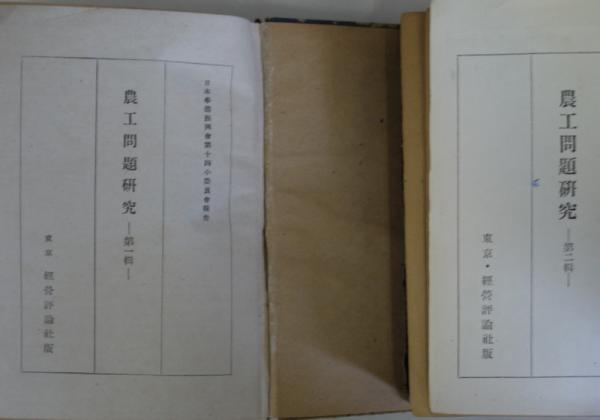 日本學術振興會第十四小委員會報告
農工問題研究
—第一輯—
東京 經營評論社版
農工問題研究
—第二輯—
東京・經營評論社版